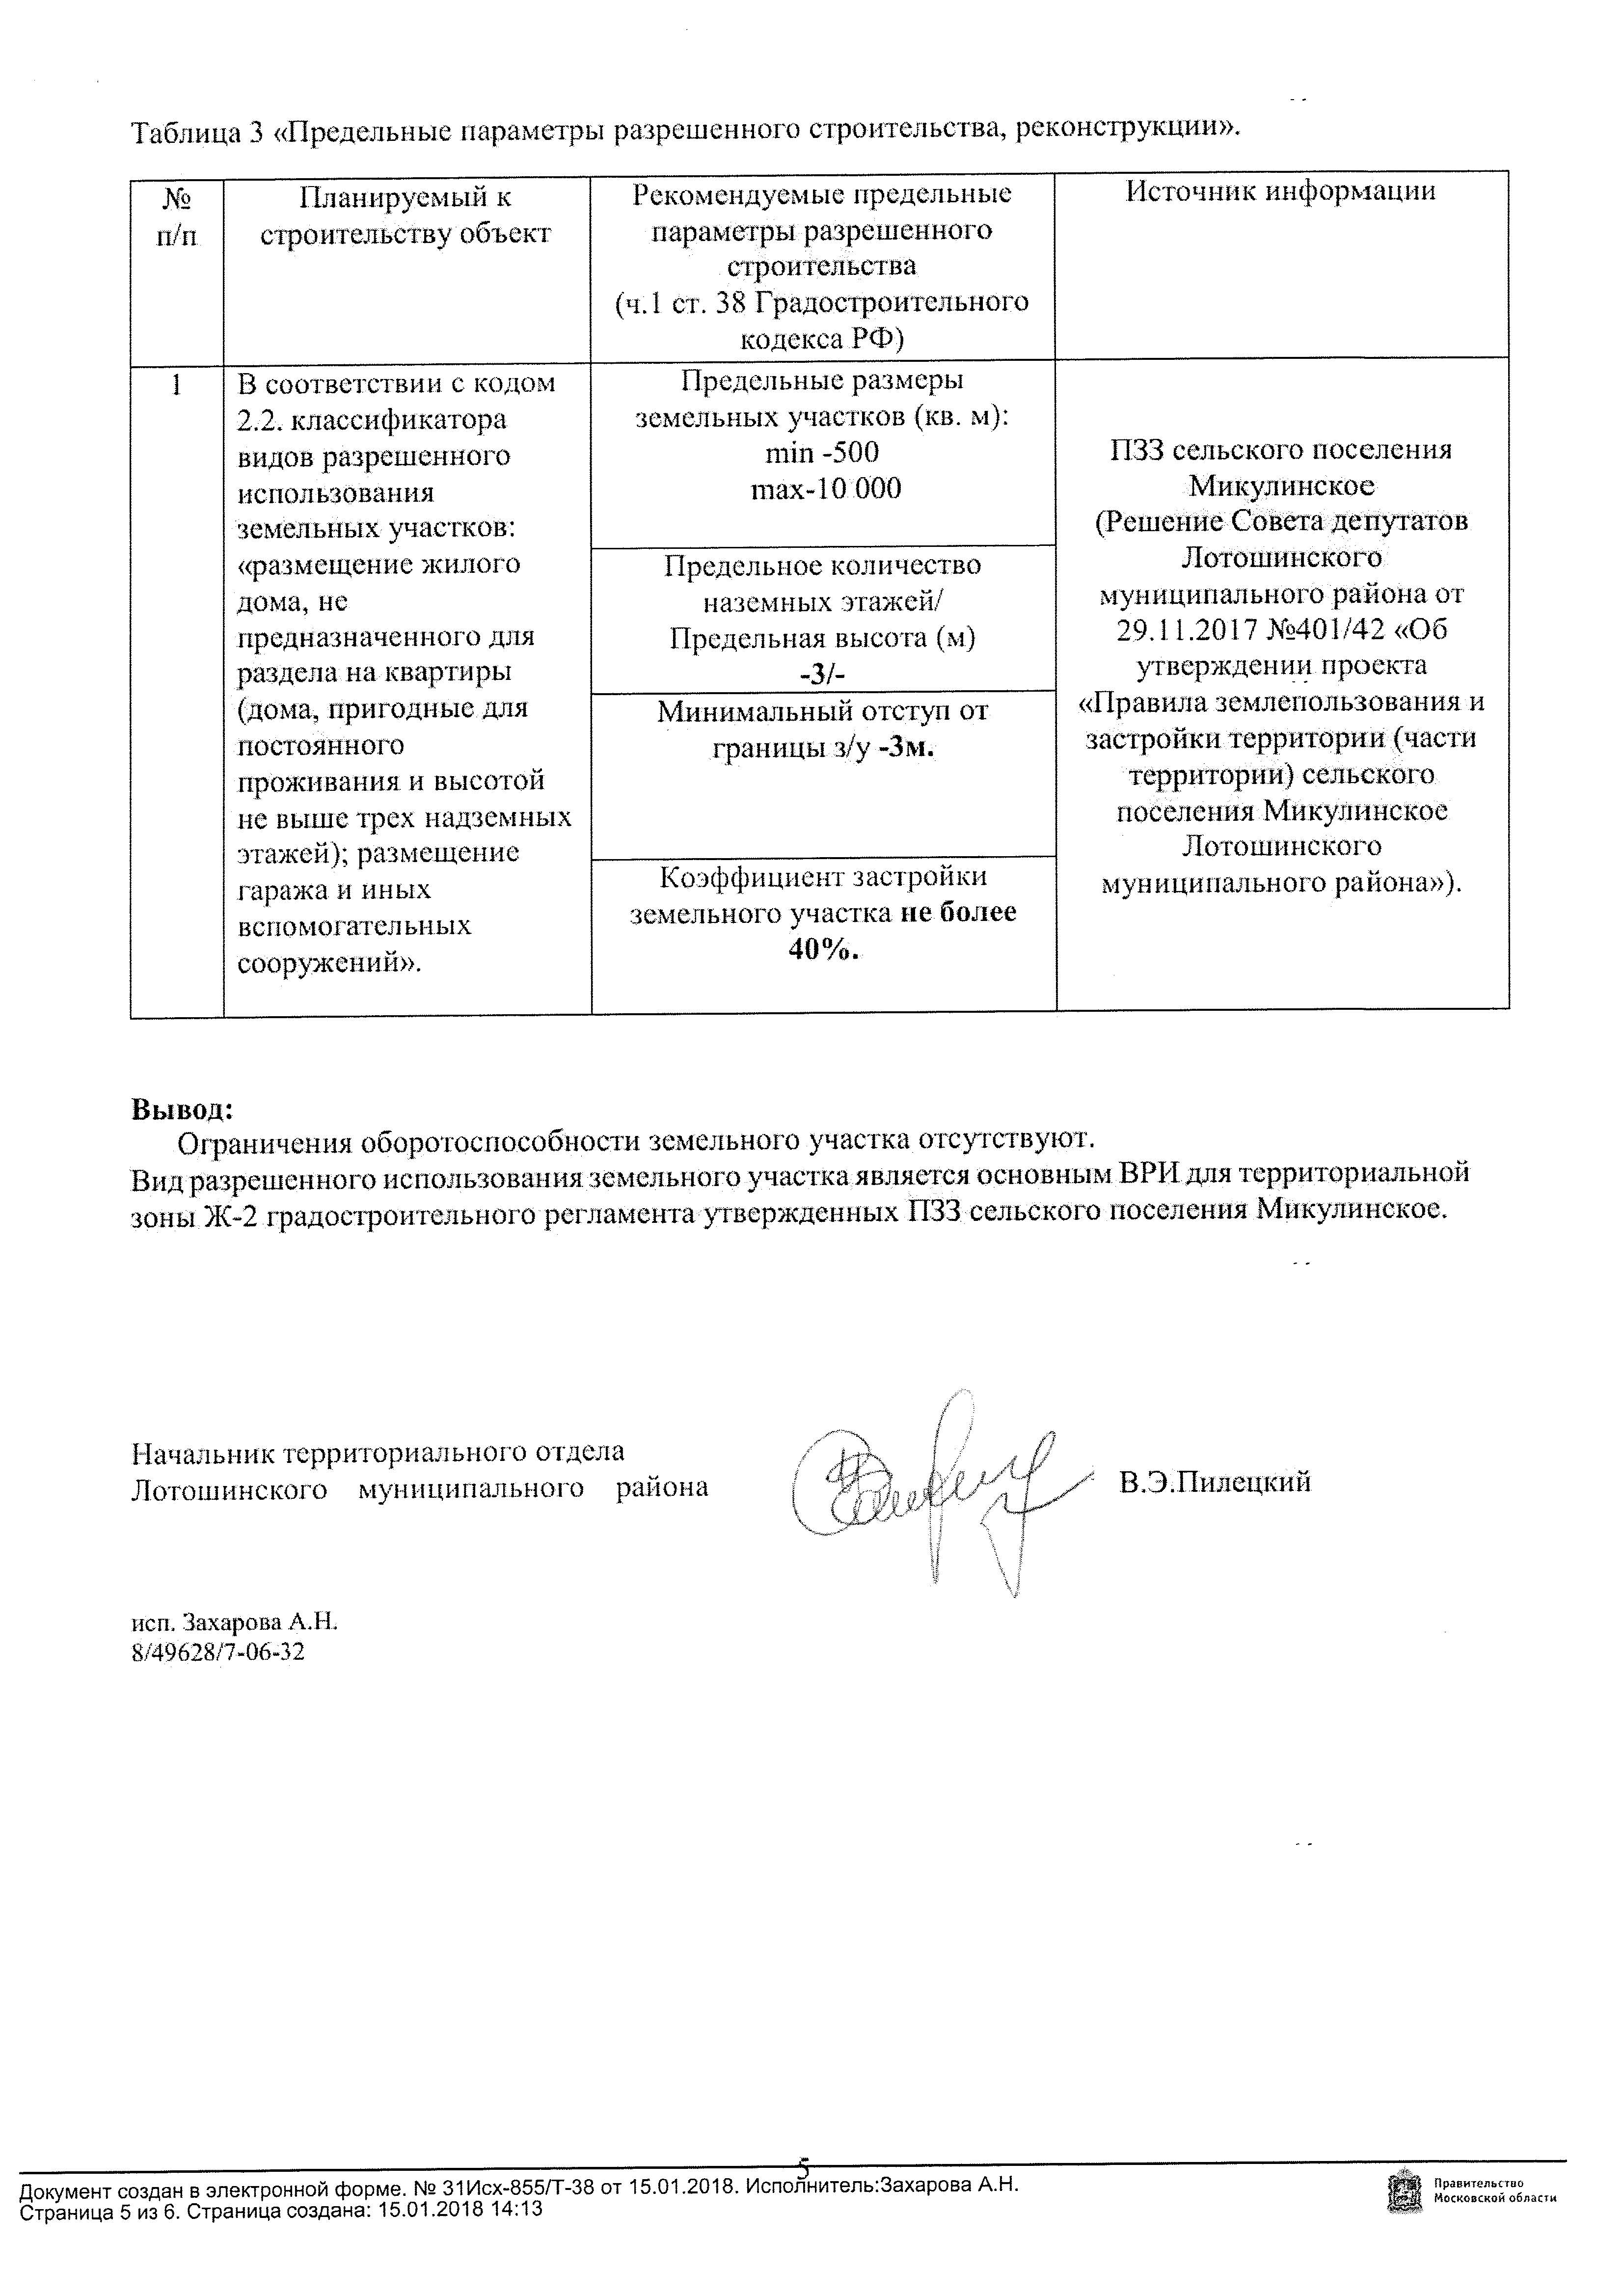 Таблица 3 «Предельные параметры разрешенного строительства, реконструкции».
№
п/п
Планируемый к
строительству объект
Рекомендуемые предельные
параметры разрешенного
строительства
(ч.1 ст. 38 Градостроительного
кодекса РФ)
Источник информации
1
В соответствии с кодом
2.2. классификатора
видов разрешенного
использования
земельных участков:
«размещение жилого
дома, не
предназначенного для
раздела на квартиры
(дома, пригодные для
постоянного
проживания и высотой
не выше трех надземных
этажей); размещение
гаража и иных
вспомогательных
сооружений».
Предельные размеры
земельных участков (кв. м):
min -500
max-10 000
Предельное количество
наземных этажей/
Предельная высота (м)
-3/-
Минимальный отступ от
границы з/у -3м.
Коэффициент застройки
земельного участка не более
40%.
ПЗЗ сельского поселения
Микулинское
(Решение Совета депутатов
Лотошинского
муниципального района от
29.11.2017 №401/42 «Об
утверждении проекта
«Правила землепользования и
застройки территории (части
территории) сельского
поселения Микулинское
Лотошинского
муниципального района»).
Вывод:
Ограничения оборотоспособности земельного участка отсутствуют.
Вид разрешенного использования земельного участка является основным ВРИ для территориальной
зоны Ж-2 градостроительного регламента утвержденных ПЗЗ сельского поселения Микулинское.
Начальник территориального отдела
Лотошинского муниципального района
В.Э.Пилецкий
исп. Захарова А.Н.
8/49628/7-06-32
5
Документ создан в электронной форме. № 31Исх-855/Т-38 от 15.01.2018. Исполнитель:Захарова А.Н.
Страница 5 из 6. Страница создана: 15.01.2018 14:13
Правительство
Московской области